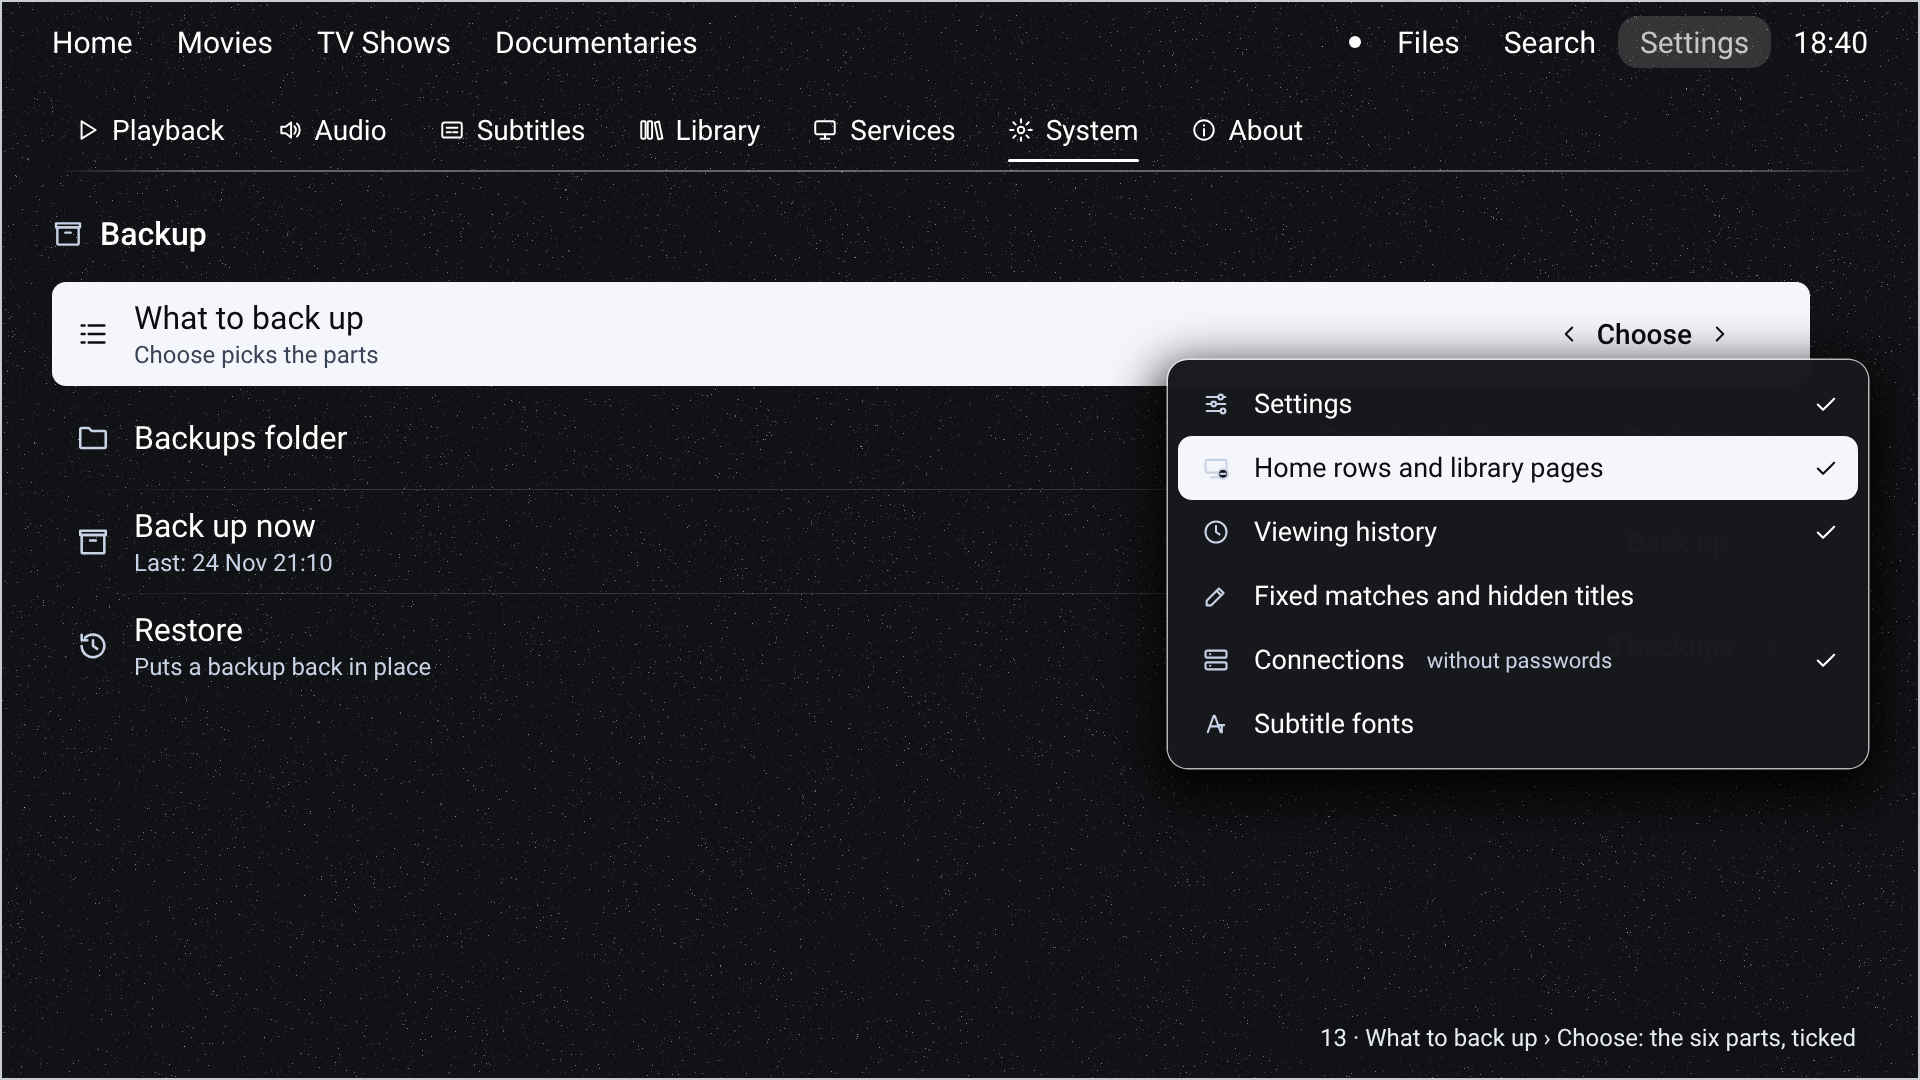 Home Movies TV Shows Documentaries Files Search Settings 18:40
Playback Audio Subtitles Library Services System About
Backup
What to back up
Choose picks the parts
Choose
Backups folder
Back up now
Last: 24 Nov 21:10
Restore
Puts a backup back in place
Settings
Home rows and library pages
Viewing history
Back up
Fixed matches and hidden titles
backups
Connections without passwords
Subtitle fonts
13 · What to back up › Choose: the six parts, ticked